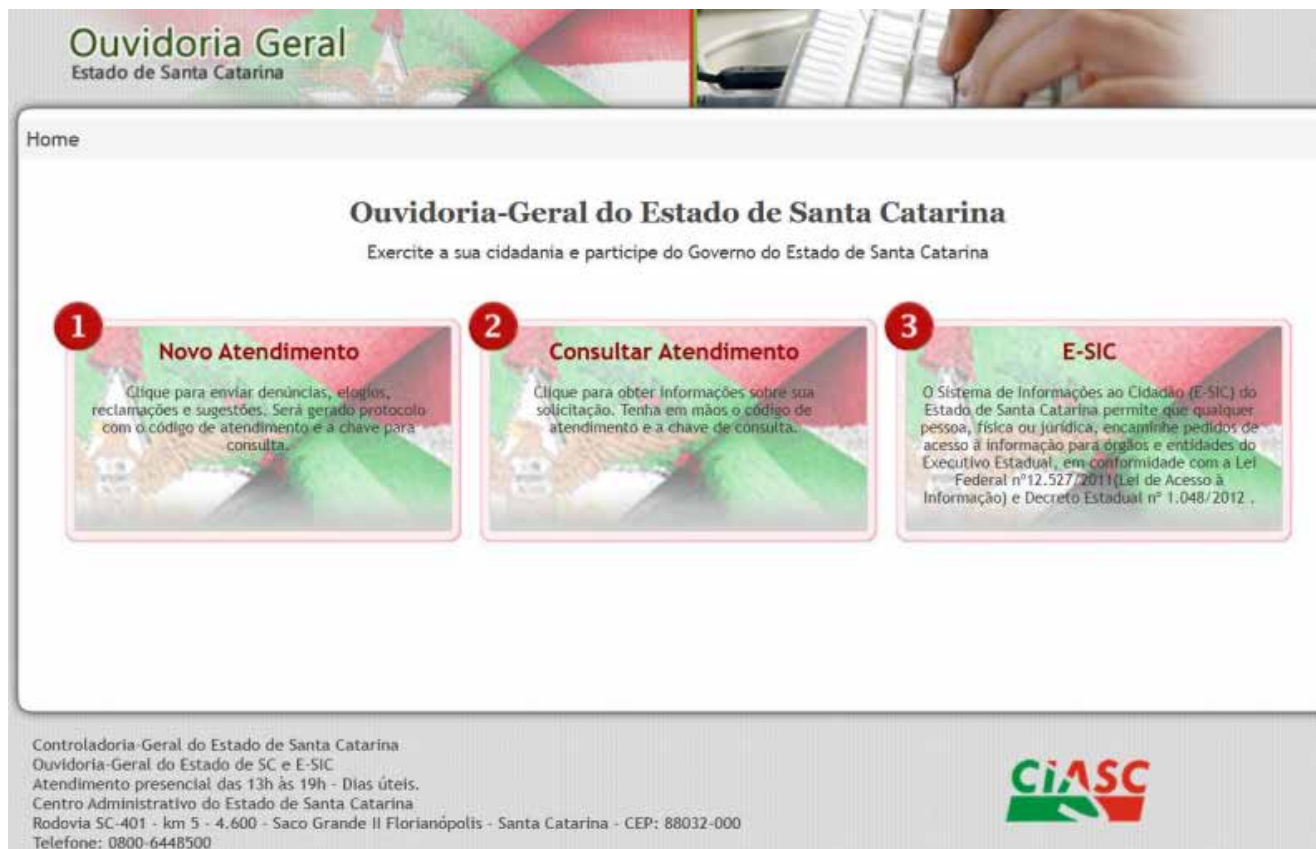 Ouvidoria Geral
Estado de Santa Catarina
Home
Ouvidoria-Geral do Estado de Santa Catarina
Exercite a sua cidadania e participe do Governo do Estado de Santa Catarina
1
Novo Atendimento
Clique para enviar denúncias, elogios,
reclamações e sugestões. Será gerado protocolo
com o código de atendimento e a chave para
consulta.
2
Consultar Atendimento
Clique para obter informações sobre sua
solicitação. Tenha em mãos o código de
atendimento e a chave de consulta.
3
E-SIC
O Sistema de Informações ao Cidadão (E-SIC) do
Estado de Santa Catarina permite que qualquer
pessoa, física ou jurídica, encaminhe pedidos de
acesso à informação para órgãos e entidades do
Executivo Estadual, em conformidade com a Lei
Federal nº12.527/2011(Lei de Acesso à
Informação) e Decreto Estadual nº 1.048/2012 .
Controladoria-Geral do Estado de Santa Catarina
Ouvidoria-Geral do Estado de SC e E-SIC
Atendimento presencial das 13h às 19h - Dias úteis.
Centro Administrativo do Estado de Santa Catarina
Rodovia SC-401 - km 5 - 4.600 - Saco Grande II Florianópolis - Santa Catarina - CEP: 88032-000
Telefone: 0800-6448500
CiASC